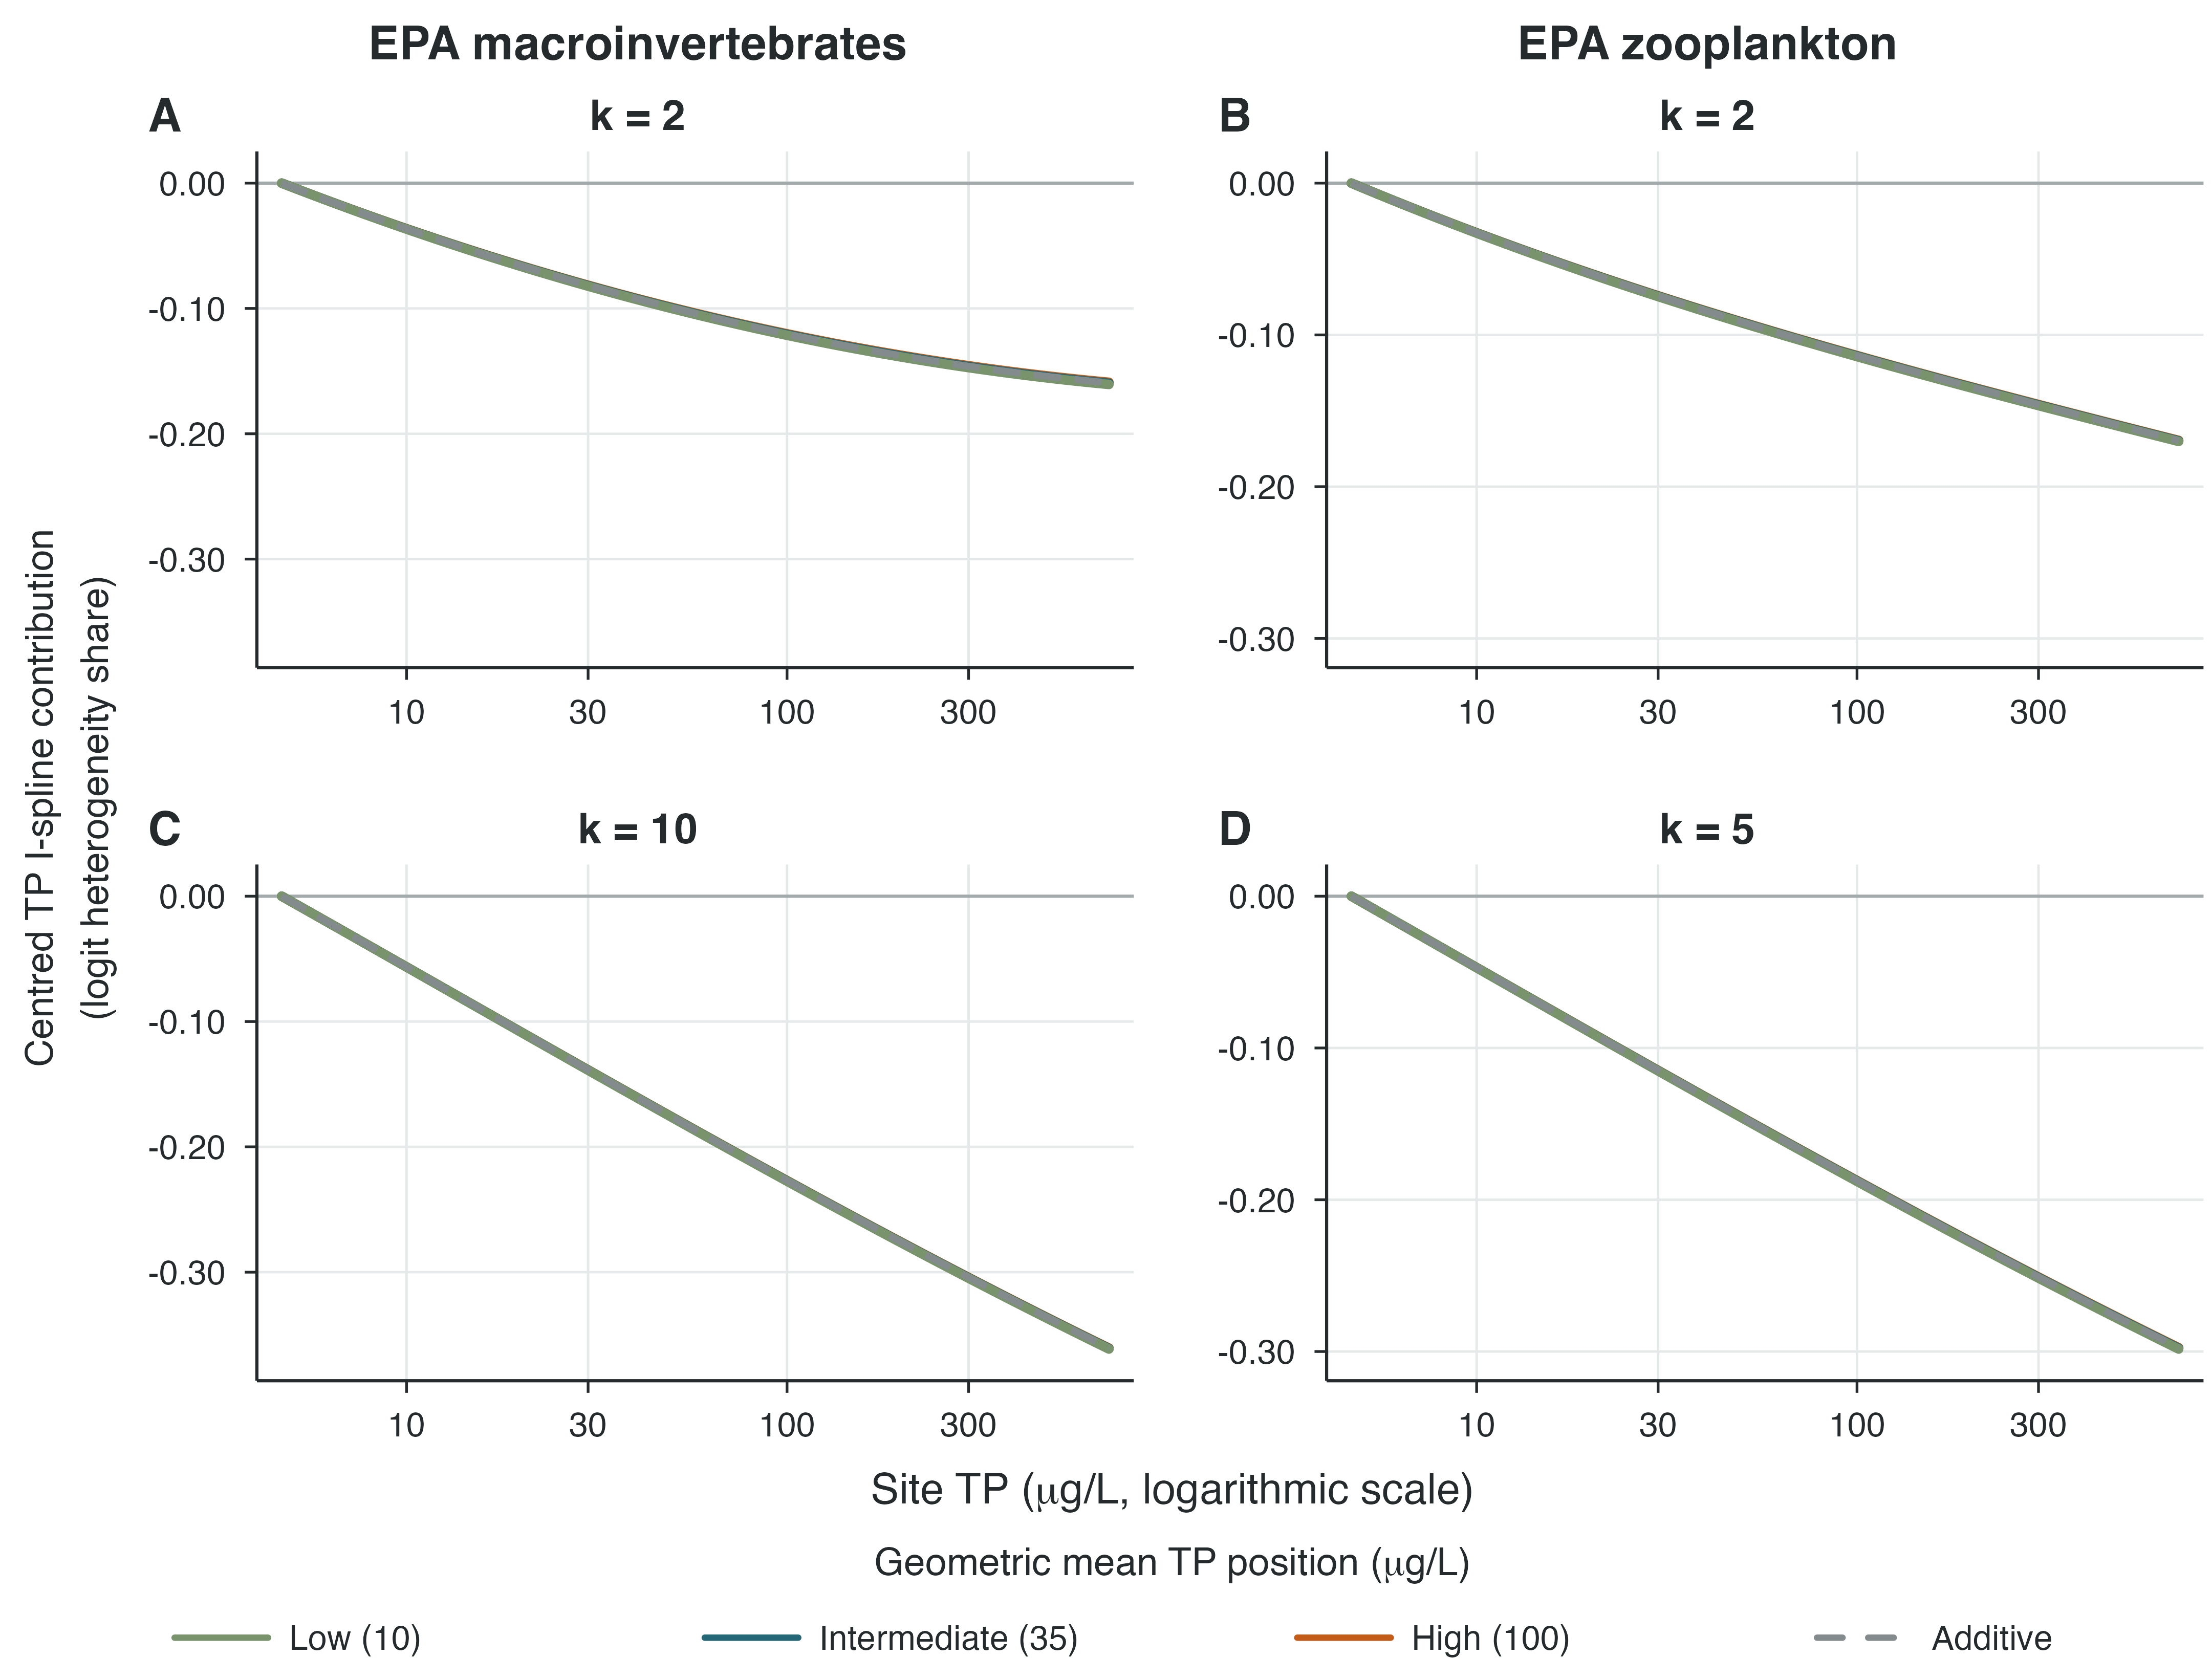 EPA macroinvertebrates
EPA zooplankton
A
k = 2
0.00
-0.10
-0.20
-0.30
10
30
100
300
B
k = 2
0.00
-0.10
-0.20
-0.30
10
30
100
300
Centred TP I-spline contribution
(logit heterogeneity share)
C
k = 10
0.00
-0.10
-0.20
-0.30
10
30
100
300
D
k = 5
0.00
-0.10
-0.20
-0.30
10
30
100
300
Site TP (μg/L, logarithmic scale)
Geometric mean TP position (μg/L)
Low (10)
Intermediate (35)
High (100)
Additive